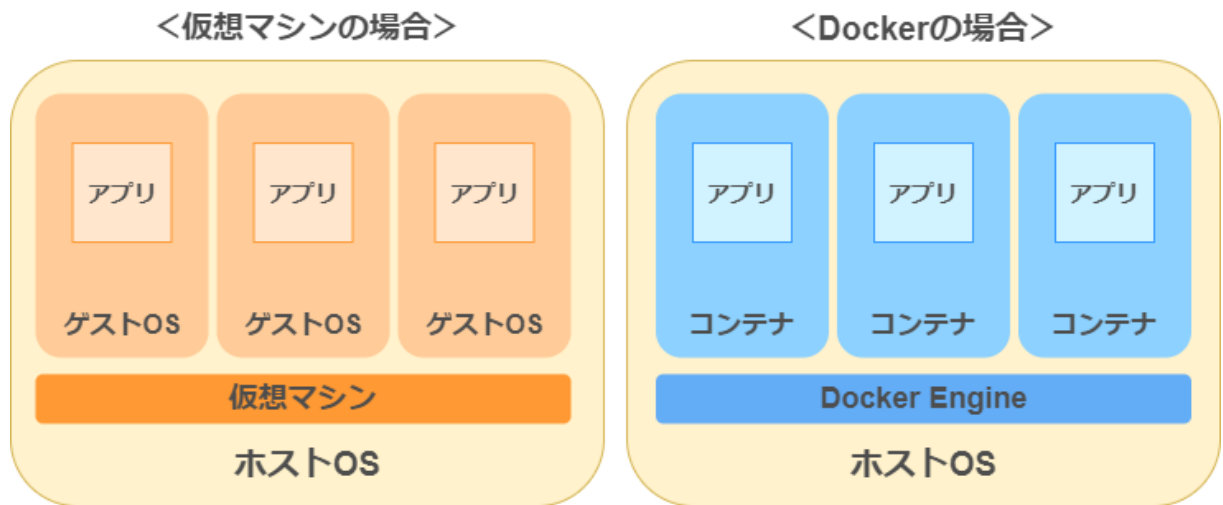 ＜仮想マシンの場合＞
アプリ
アプリ
アプリ
ゲストOS
ゲストOS
ゲストOS
仮想マシン
ホストOS
＜Dockerの場合＞
アプリ
アプリ
アプリ
コンテナ
コンテナ
コンテナ
Docker Engine
ホストOS